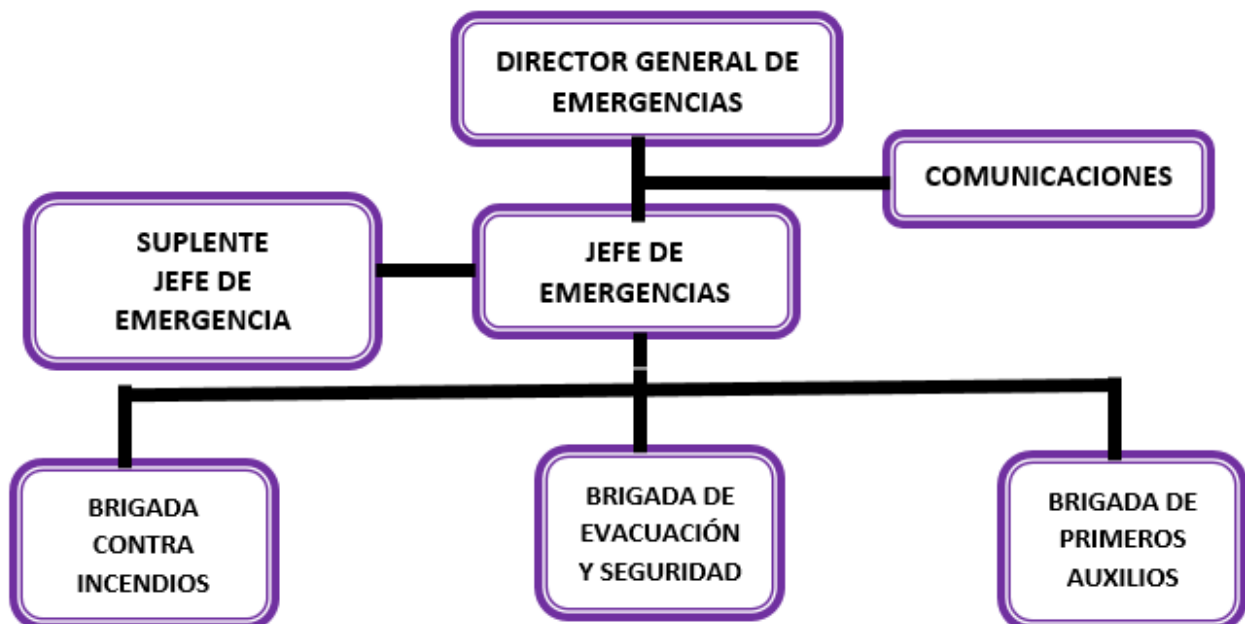 DIRECTOR GENERAL DE
EMERGENCIAS
COMUNICACIONES
SUPLENTE
JEFE DE
EMERGENCIA
JEFE DE
EMERGENCIAS
BRIGADA
CONTRA
INCENDIOS
BRIGADA DE
EVACUACIÓN
Y SEGURIDAD
BRIGADA DE
PRIMEROS
AUXILIOS